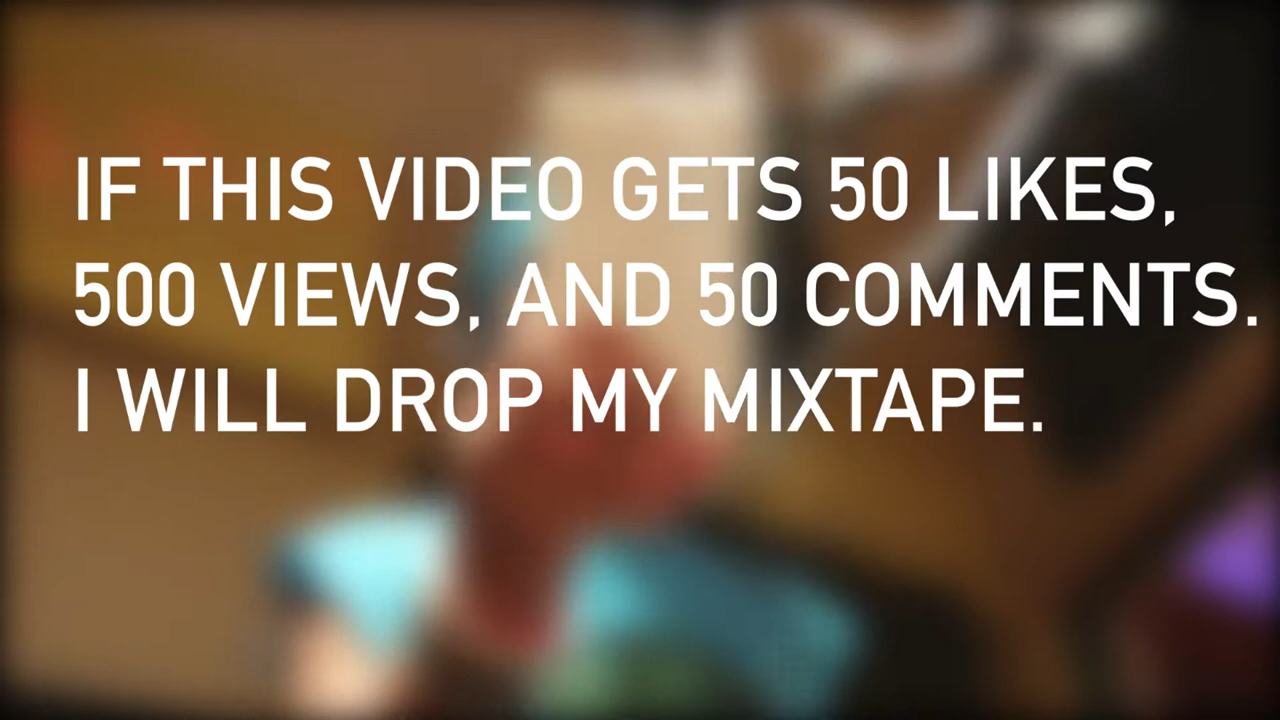 IF THIS VIDEO GETS 50 LIKES,
500 VIEWS, AND 50 COMMENTS.
I WILL DROP MY MIXTAPE.